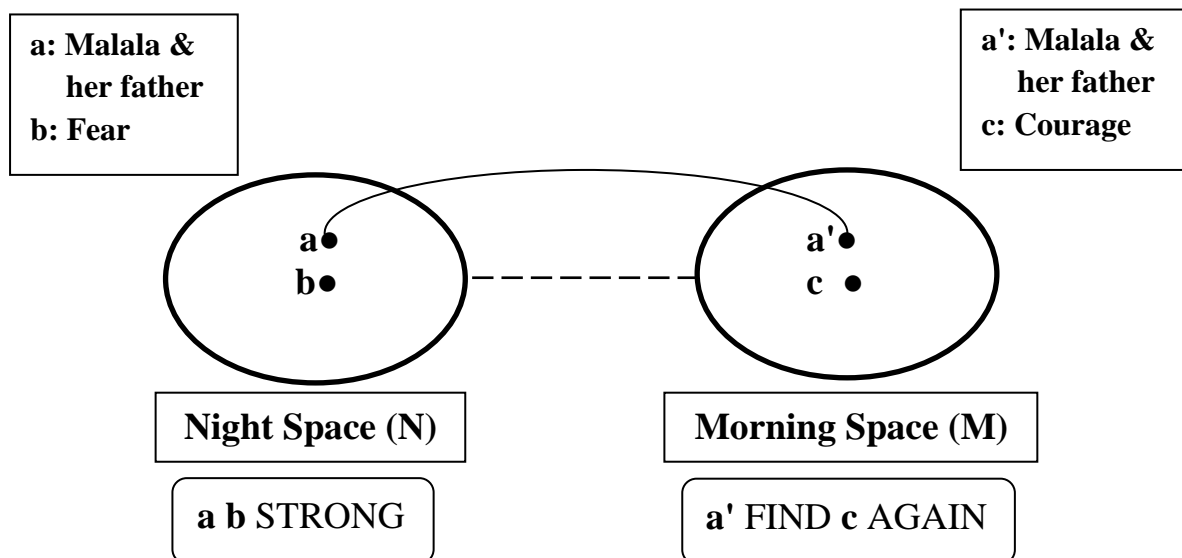 a: Malala &
her father
b: Fear
a': Malala &
her father
c: Courage
a
b
a'
c
Night Space (N)
Morning Space (M)
a b STRONG
a' FIND c AGAIN